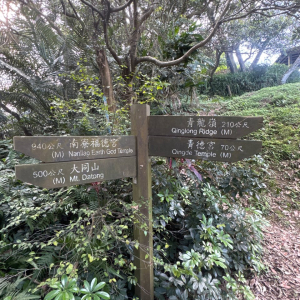 940公尺 南寮福德宮
(M) Nanliao Earth God Temple
500公尺 大同山
(M) Mt. Datong
青龍嶺 210公尺
Qinglong Ridge (M)
青德宮 70公尺
Qingde Temple (M)